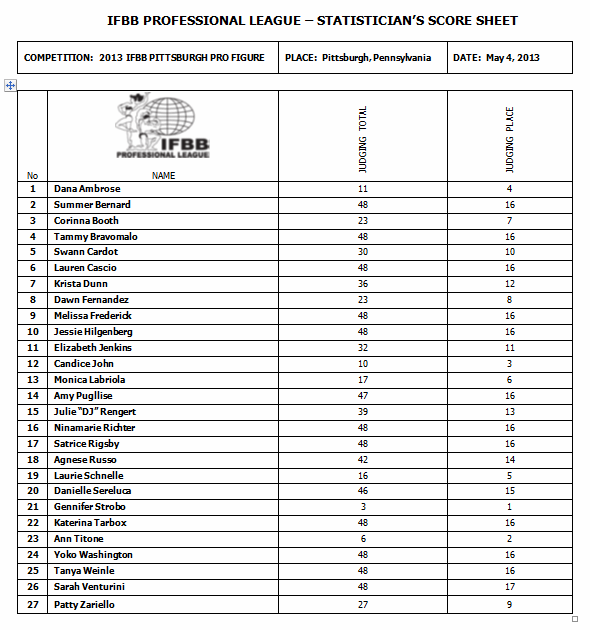 IFBB PROFESSIONAL LEAGUE – STATISTICIAN'S SCORE SHEET
COMPETITION: 2013 IFBB PITTSBURGH PRO FIGURE PLACE: Pittsburgh, Pennsylvania DATE: May 4, 2013
IFBB
PROFESSIONAL LEAGUE
No NAME JUDGING TOTAL JUDGING PLACE
1 Dana Ambrose 11 4
2 Summer Bernard 48 16
3 Corinna Booth 23 7
4 Tammy Bravomalo 48 16
5 Swann Cardot 30 10
6 Lauren Cascio 48 16
7 Krista Dunn 36 12
8 Dawn Fernandez 23 8
9 Melissa Frederick 48 16
10 Jessie Hilgenberg 48 16
11 Elizabeth Jenkins 32 11
12 Candice John 10 3
13 Monica Labriola 17 6
14 Amy Pugllise 47 16
15 Julie "DJ" Rengert 39 13
16 Ninamarie Richter 48 16
17 Satrice Rigsby 48 16
18 Agnese Russo 42 14
19 Laurie Schnelle 16 5
20 Danielle Sereluca 46 15
21 Gennifer Strobo 3 1
22 Katerina Tarbox 48 16
23 Ann Titone 6 2
24 Yoko Washington 48 16
25 Tanya Weinle 48 16
26 Sarah Venturini 48 17
27 Patty Zariello 27 9